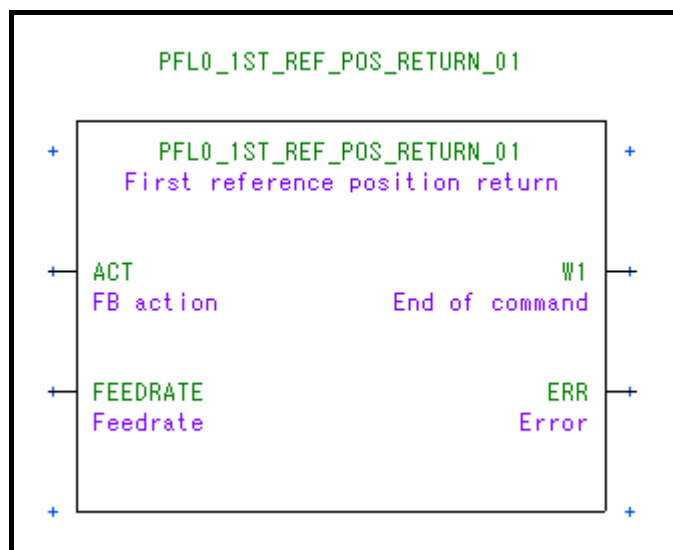 PFL0_1ST_REF_POS_RETURN_01
PFL0_1ST_REF_POS_RETURN_01
First reference position return
ACT W1
FB action End of command
FEEDRATE ERR
Feedrate Error